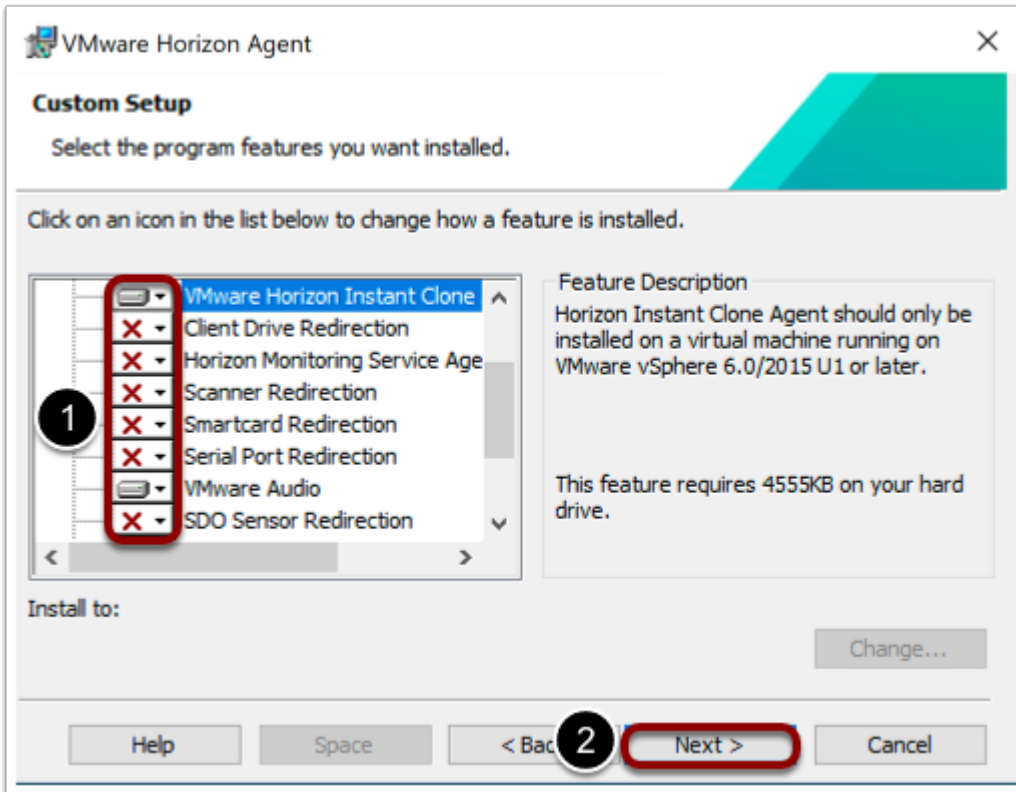 VMware Horizon Agent
Custom Setup
Select the program features you want installed.
Click on an icon in the list below to change how a feature is installed.
VMware Horizon Instant Clone
Client Drive Redirection
Horizon Monitoring Service Age
Scanner Redirection
Smartcard Redirection
Serial Port Redirection
VMware Audio
SDO Sensor Redirection
1
Feature Description
Horizon Instant Clone Agent should only be
installed on a virtual machine running on
VMware vSphere 6.0/2015 U1 or later.
This feature requires 4555KB on your hard
drive.
Install to:
Change...
Help
Space
< Bac
2
Next >
Cancel